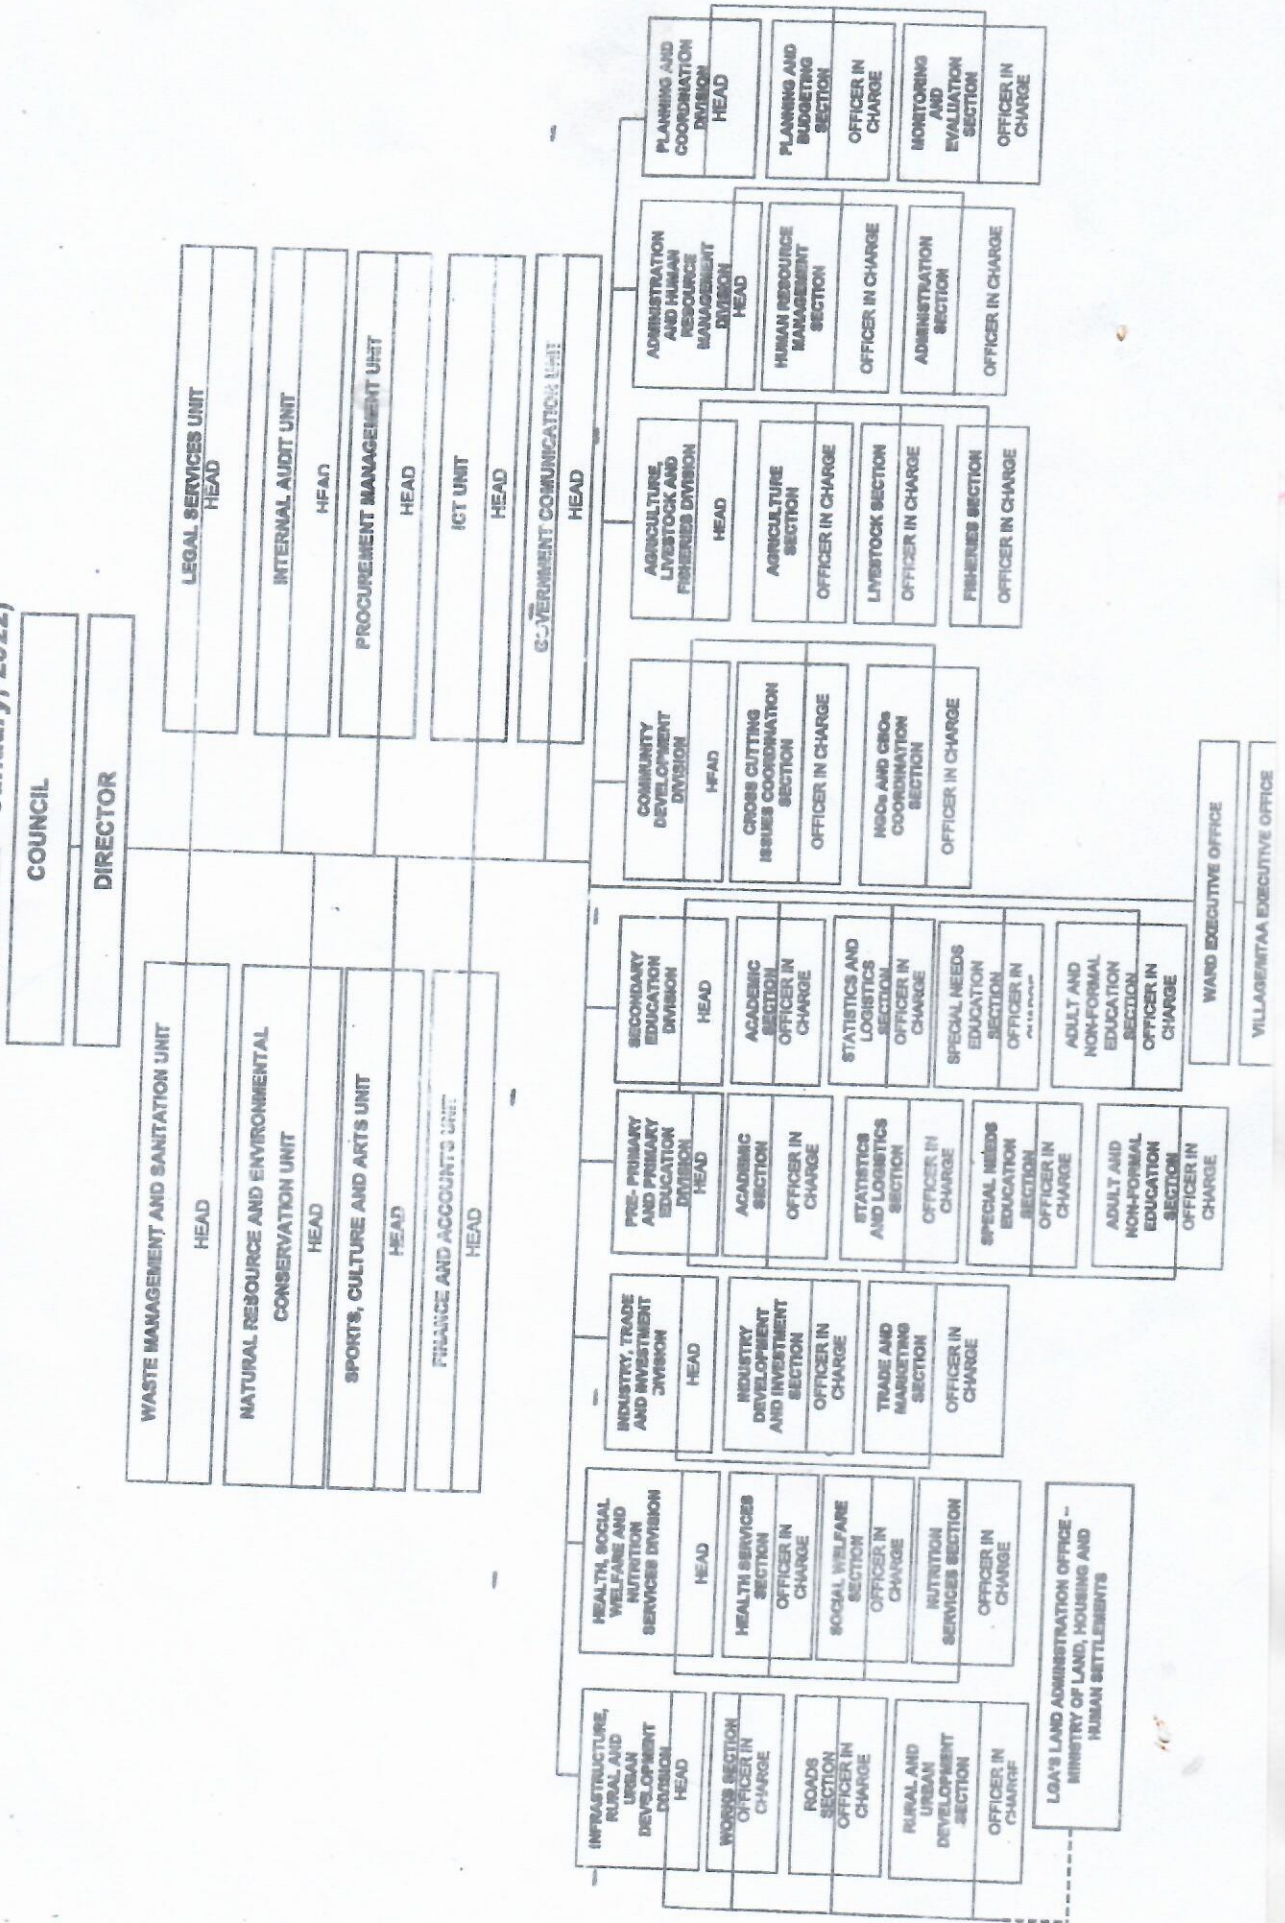 2022)
COUNCIL
DIRECTOR
WASTE MANAGEMENT AND SANITATION UNIT
HEAD
NATURAL RESOURCE AND ENVIRONMENTAL
CONSERVATION UNIT
HEAD
SPORTS, CULTURE AND ARTS UNIT
HEAD
FINANCE AND ACCOUNTS UNIT
HEAD
LEGAL SERVICES UNIT
HEAD
INTERNAL AUDIT UNIT
HEAD
PROCUREMENT MANAGEMENT UNIT
HEAD
ICT UNIT
HEAD
GOVERNMENT COMUNICATION UNIT
HEAD
INFRASTRUCTURE,
RURAL AND
URBAN
DEVELOPMENT
DIVISION
HEAD
WORKS SECTION
OFFICER IN
CHARGE
ROADS
SECTION
OFFICER IN
CHARGE
RURAL AND
URBAN
DEVELOPMENT
SECTION
OFFICER IN
CHARGE
LGA'S LAND ADMINISTRATION OFFICE –
MINISTRY OF LAND, HOUSING AND
HUMAN SETTLEMENTS
HEALTH, SOCIAL
WELFARE AND
NUTRITION
SERVICES DIVISION
HEAD
HEALTH SERVICES
SECTION
OFFICER IN
CHARGE
SOCIAL WELFARE
SECTION
OFFICER IN
CHARGE
NUTRITION
SERVICES SECTION
OFFICER IN
CHARGE
INDUSTRY, TRADE
AND INVESTMENT
DIVISION
HEAD
INDUSTRY
DEVELOPMENT
AND INVESTMENT
SECTION
OFFICER IN
CHARGE
TRADE AND
MARKETING
SECTION
OFFICER IN
CHARGE
PRE- PRIMARY
AND PRIMARY
EDUCATION
DIVISION
HEAD
ACADEMIC
SECTION
OFFICER IN
CHARGE
STATISTICS
AND LOGISTICS
SECTION
OFFICER IN
CHARGE
SPECIAL NEEDS
EDUCATION
SECTION
OFFICER IN
CHARGE
ADULT AND
NON-FORMAL
EDUCATION
SECTION
OFFICER IN
CHARGE
SECONDARY
EDUCATION
DIVISION
HEAD
ACADEMIC
SECTION
OFFICER IN
CHARGE
STATISTICS AND
LOGISTICS
SECTION
OFFICER IN
CHARGE
SPECIAL NEEDS
EDUCATION
SECTION
OFFICER IN
ADULT AND
NON-FORMAL
EDUCATION
SECTION
OFFICER IN
CHARGE
WARD EXECUTIVE OFFICE
VILLAGE/MTAA EXECUTIVE OFFICE
COMMUNITY
DEVELOPMENT
DIVISION
HEAD
CROSS CUTTING
ISSUES COORDINATION
SECTION
OFFICER IN CHARGE
NGOs AND CBOs
COORDINATION
SECTION
OFFICER IN CHARGE
AGRICULTURE,
LIVESTOCK AND
FISHERIES DIVISION
HEAD
AGRICULTURE
SECTION
OFFICER IN CHARGE
LIVESTOCK SECTION
OFFICER IN CHARGE
FISHERIES SECTION
OFFICER IN CHARGE
ADMINISTRATION
AND HUMAN
RESOURCE
MANAGEMENT
DIVISION
HEAD
HUMAN RESOURCE
MANAGEMENT
SECTION
OFFICER IN CHARGE
ADMINISTRATION
SECTION
OFFICER IN CHARGE
PLANNING AND
COORDINATION
DIVISION
HEAD
PLANNING AND
BUDGETING
SECTION
OFFICER IN
CHARGE
MONITORING
AND
EVALUATION
SECTION
OFFICER IN
CHARGE